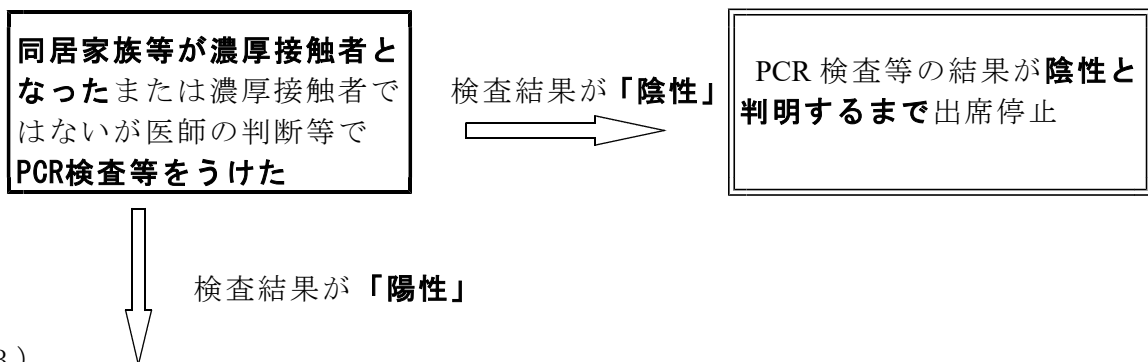 同居家族等が濃厚接触者と
なったまたは濃厚接触者で
はないが医師の判断等で
PCR検査等をうけた
検査結果が「陰性」
PCR 検査等の結果が陰性と
判明するまで出席停止
検査結果が「陽性」